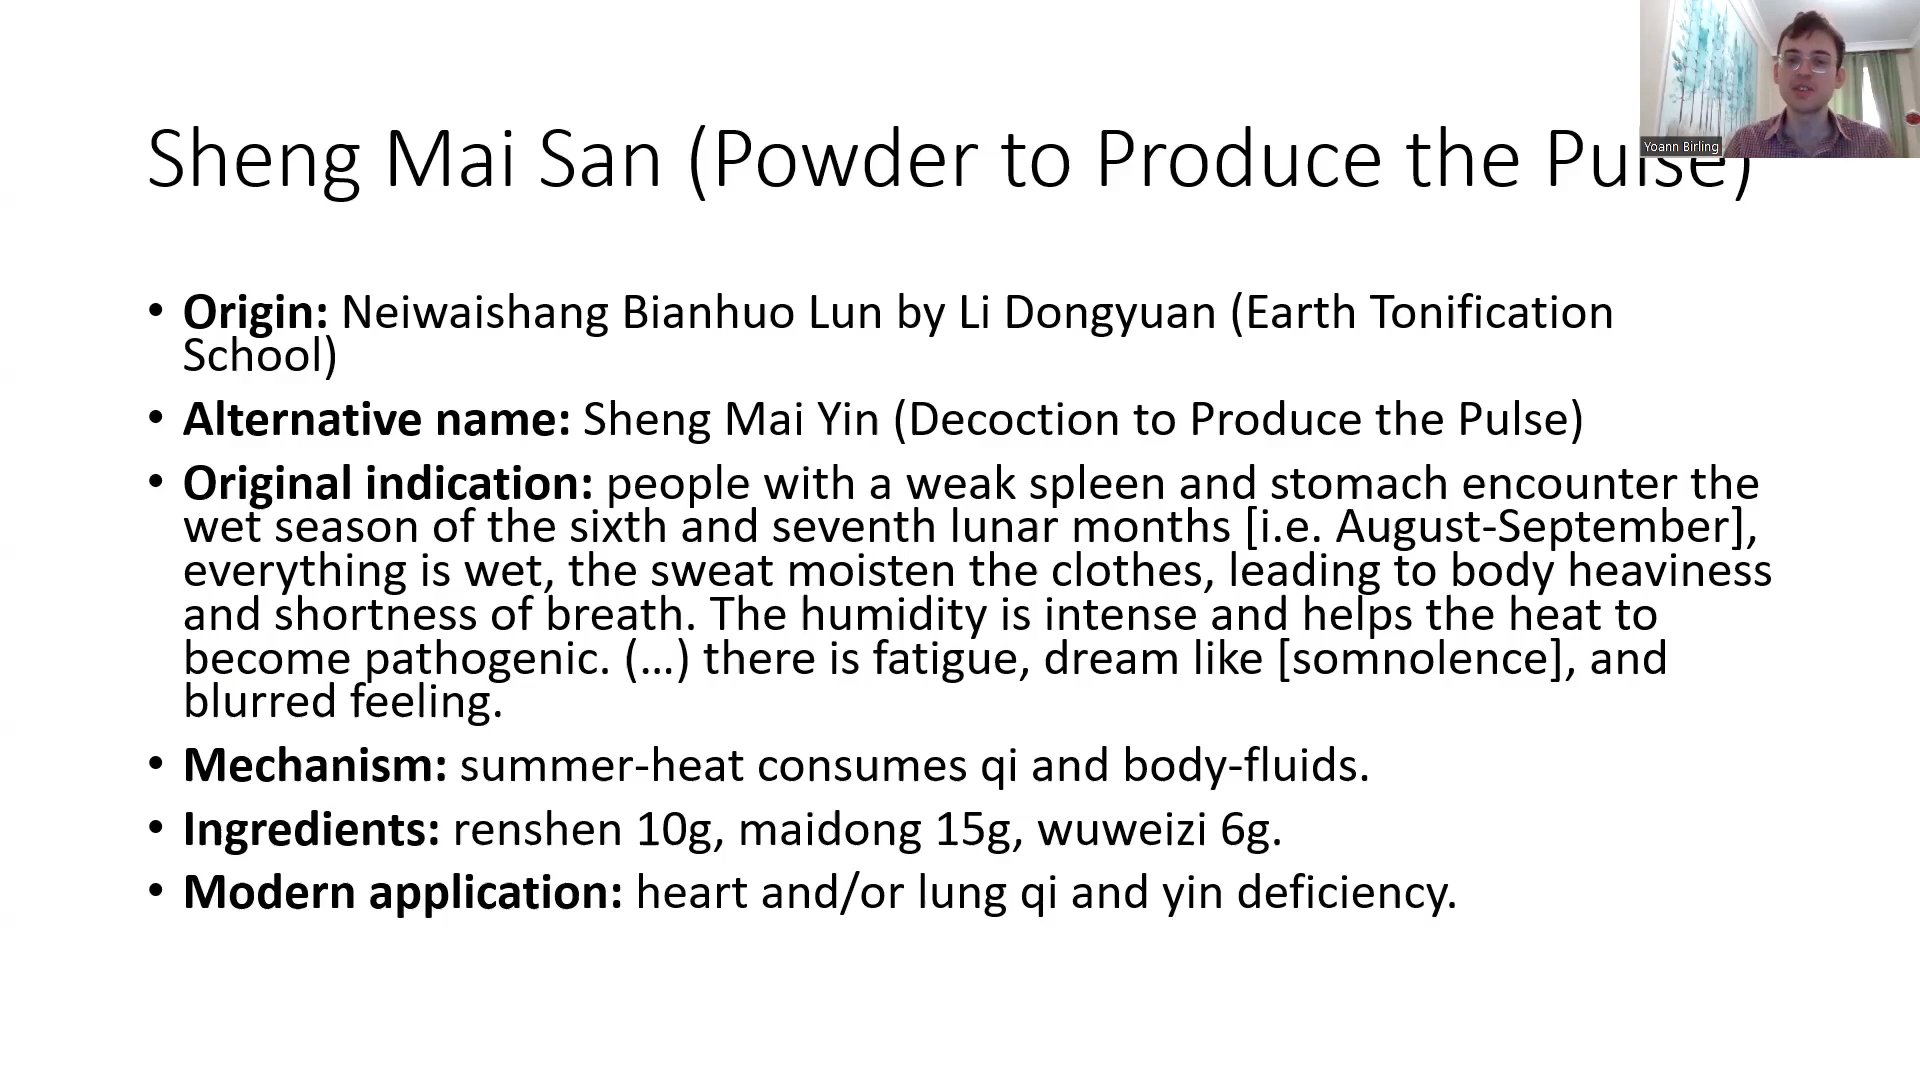 Yoann Birling
Sheng Mai San (Powder to Produce the Pulse)
• Origin: Neiwaishang Bianhuo Lun by Li Dongyuan (Earth Tonification
School)
• Alternative name: Sheng Mai Yin (Decoction to Produce the Pulse)
• Original indication: people with a weak spleen and stomach encounter the
wet season of the sixth and seventh lunar months [i.e. August-September],
everything is wet, the sweat moisten the clothes, leading to body heaviness
and shortness of breath. The humidity is intense and helps the heat to
become pathogenic. (...) there is fatigue, dream like [somnolence], and
blurred feeling.
• Mechanism: summer-heat consumes qi and body-fluids.
• Ingredients: renshen 10g, maidong 15g, wuweizi 6g.
• Modern application: heart and/or lung qi and yin deficiency.